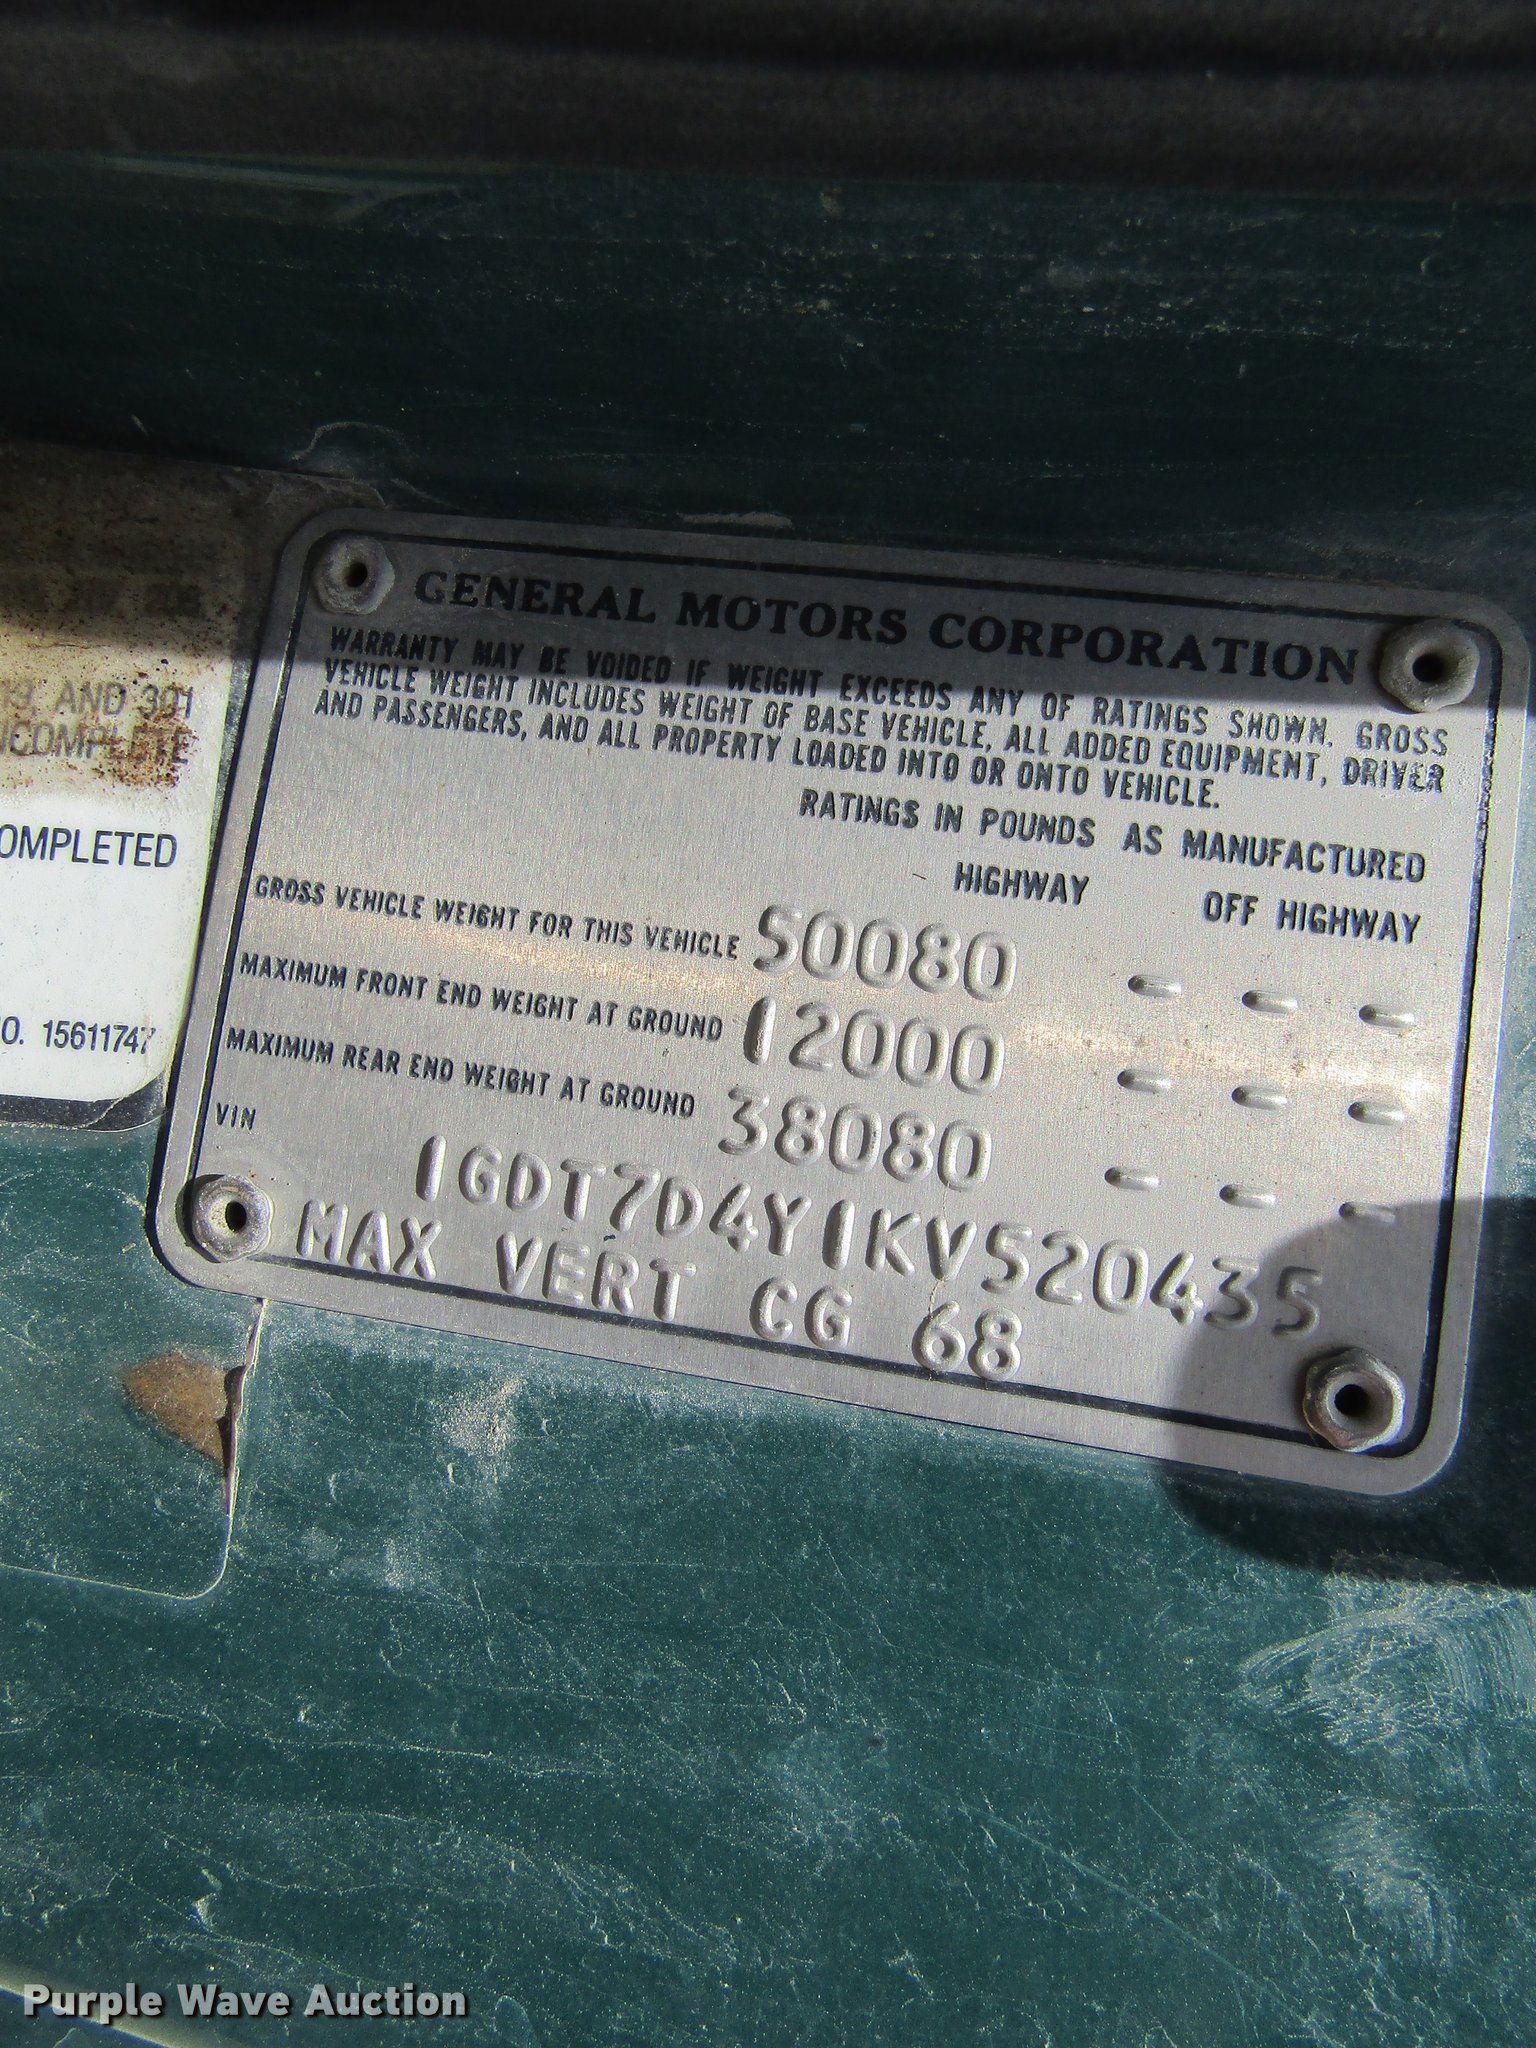 GENERAL MOTORS CORPORATION
WARRANTY MAY BE VOIDED IF WEIGHT EXCEEDS ANY OF RATINGS SHOWN. GROSS
VEHICLE WEIGHT INCLUDES WEIGHT OF BASE VEHICLE, ALL ADDED EQUIPMENT, DRIVER
AND PASSENGERS, AND ALL PROPERTY LOADED INTO OR ONTO VEHICLE.
RATINGS IN POUNDS AS MANUFACTURED
HIGHWAY OFF HIGHWAY
GROSS VEHICLE WEIGHT FOR THIS VEHICLE 50080 - - -
MAXIMUM FRONT END WEIGHT AT GROUND 12000 - - -
MAXIMUM REAR END WEIGHT AT GROUND 38080 - - -
VIN
1GDT7D4Y1KV520435
MAX VERT CG 68
19, AND 301
NCOMPLETE
OMPLETED
O. 15611747
Purple Wave Auction